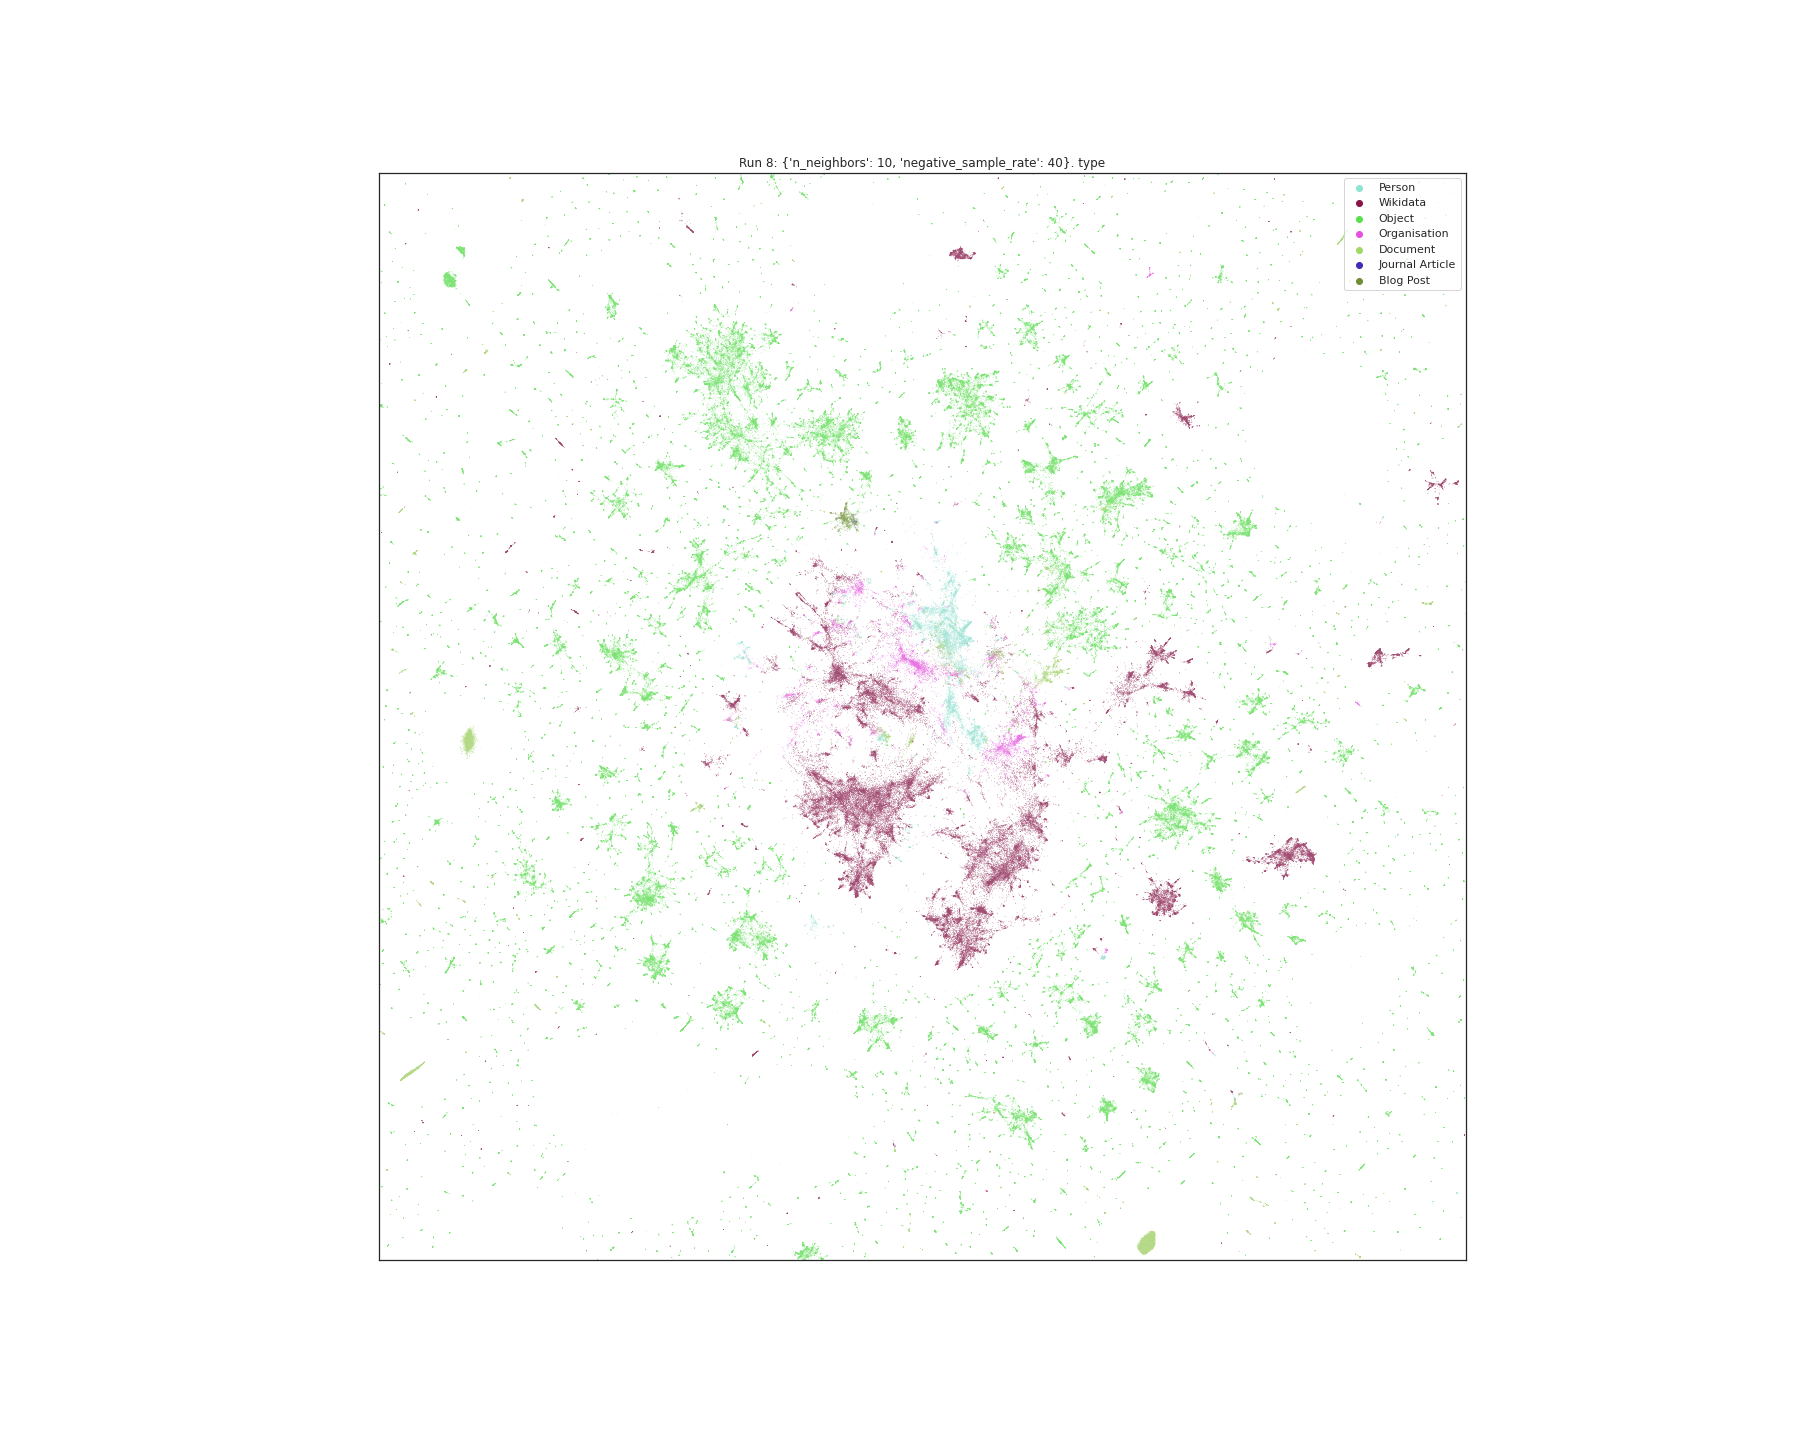 Run 8: {'n_neighbors': 10, 'negative_sample_rate': 40}. type
Person
Wikidata
Object
Organisation
Document
Journal Article
Blog Post